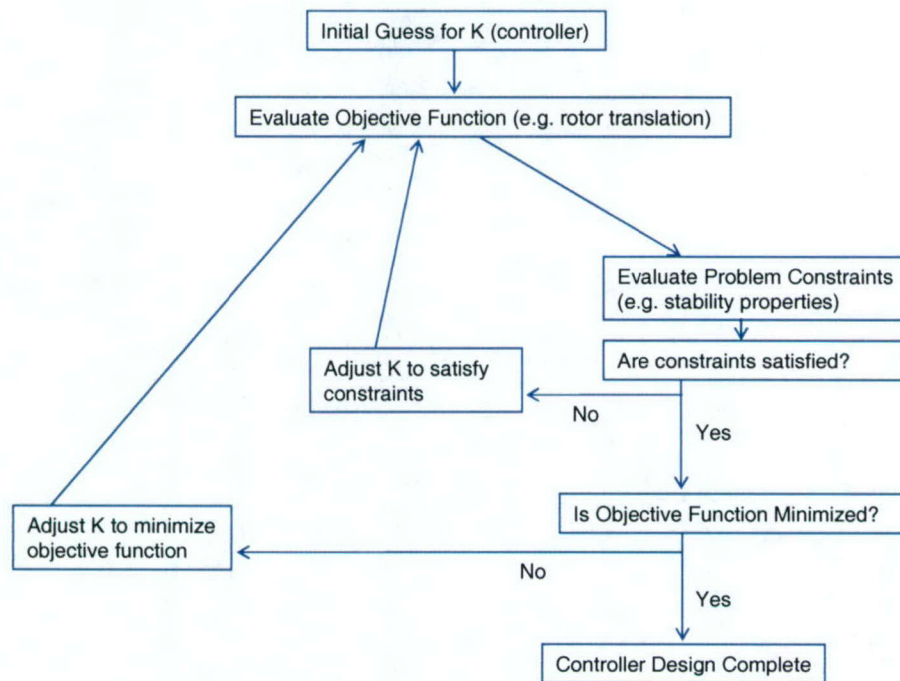 Initial Guess for K (controller)
Evaluate Objective Function (e.g. rotor translation)
Evaluate Problem Constraints
(e.g. stability properties)
Are constraints satisfied?
Adjust K to satisfy
constraints
No
Yes
Is Objective Function Minimized?
Adjust K to minimize
objective function
No
Yes
Controller Design Complete